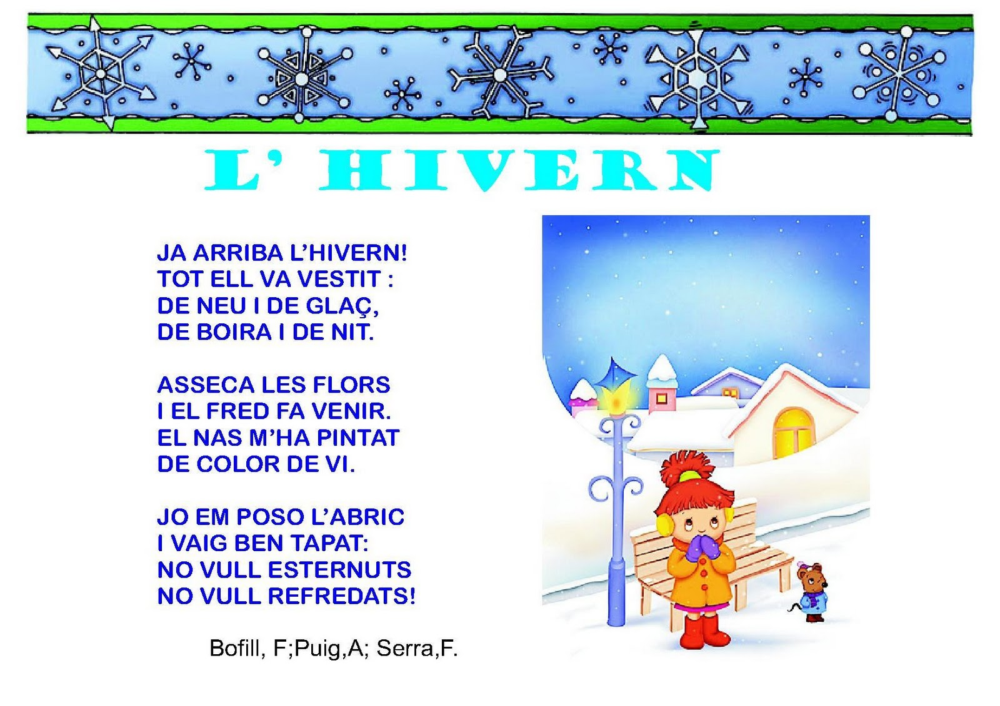 L' HIVERN
JA ARRIBA L'HIVERN!
TOT ELL VA VESTIT :
DE NEU I DE GLAÇ,
DE BOIRA I DE NIT.
ASSECA LES FLORS
I EL FRED FA VENIR.
EL NAS M'HA PINTAT
DE COLOR DE VI.
JO EM POSO L'ABRIC
I VAIG BEN TAPAT:
NO VULL ESTERNUTS
NO VULL REFREDATS!
Bofill, F;Puig,A; Serra,F.